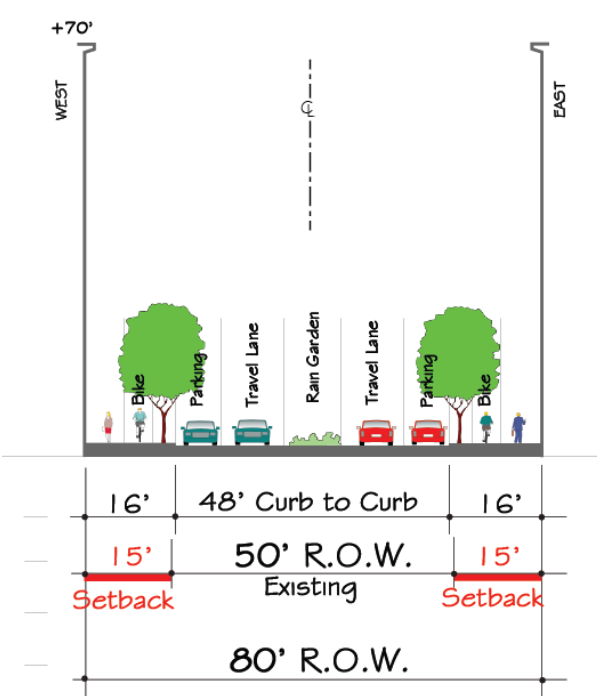 +70'
WEST
EAST
℄
Bike
Parking
Travel Lane
Rain Garden
Travel Lane
Parking
Bike
16'
48' Curb to Curb
16'
15'
50' R.O.W.
15'
Existing
Setback
Setback
80' R.O.W.